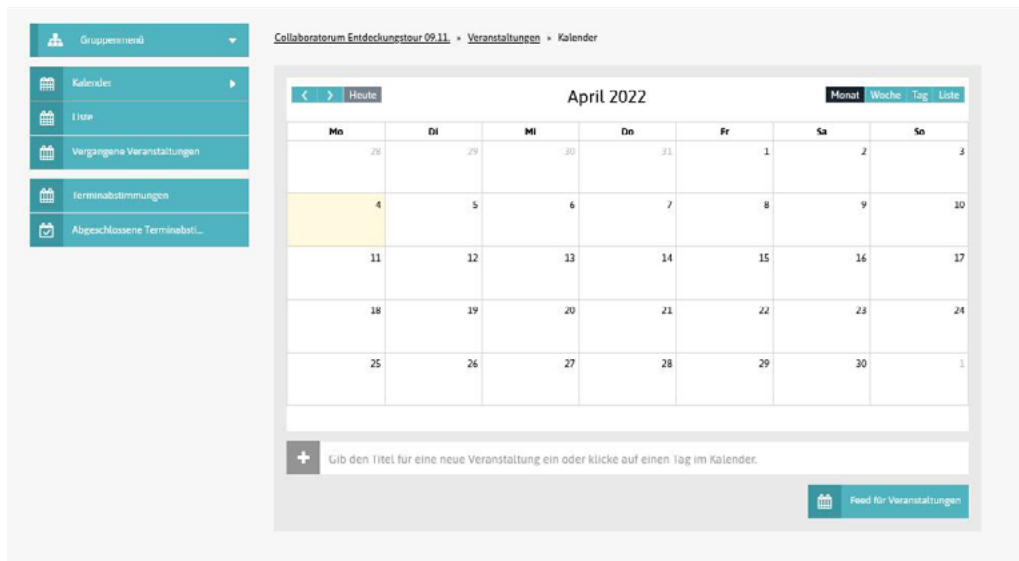 Gruppenmenü
Collaboratorum Entdeckungstour 09.11. » Veranstaltungen » Kalender
Kalender
Liste
Vergangene Veranstaltungen
Terminabstimmungen
Abgeschlossene Terminabsti...
Heute
April 2022
Monat Woche Tag Liste
Mo Di Mi Do Fr Sa So
28 29 30 31 1 2 3
4 5 6 7 8 9 10
11 12 13 14 15 16 17
18 19 20 21 22 23 24
25 26 27 28 29 30 1
Gib den Titel für eine neue Veranstaltung ein oder klicke auf einen Tag im Kalender.
Feed für Veranstaltungen